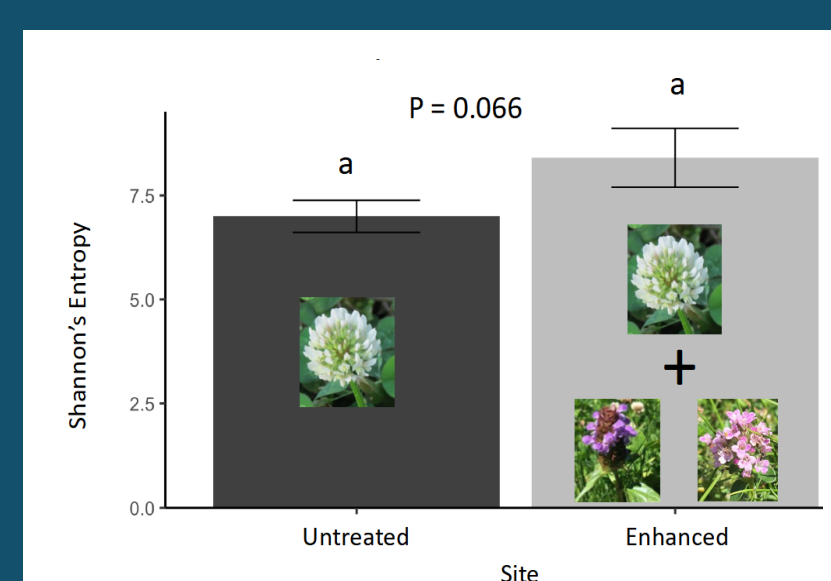 a
P = 0.066
a
7.5
5.0
2.5
0.0
Shannon's Entropy
+
Untreated
Enhanced
Site